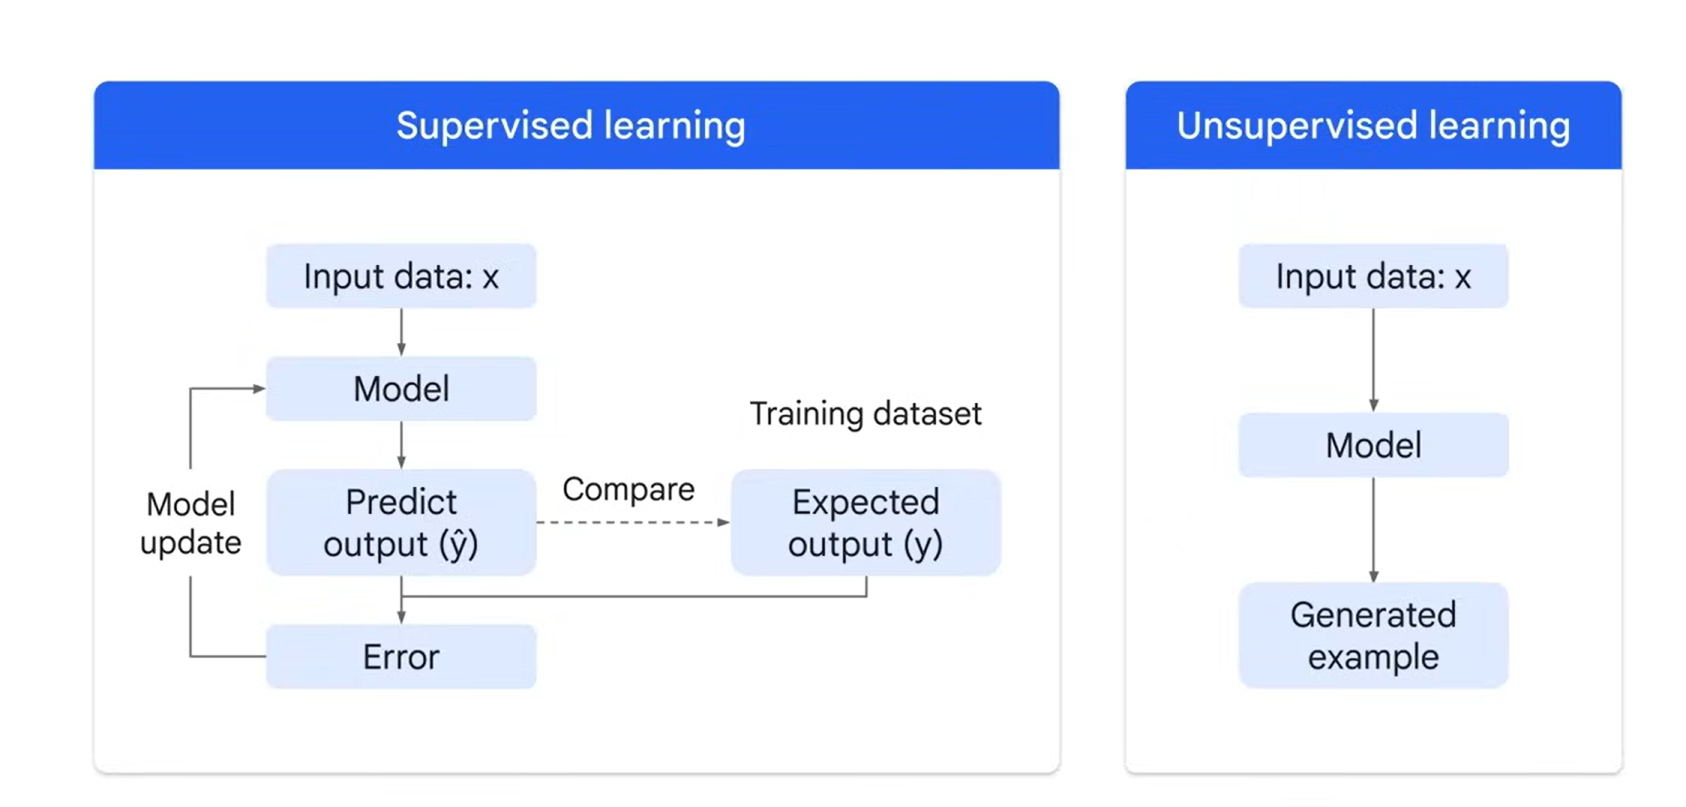 Supervised learning
Input data: x
Model
Training dataset
Model
update
Predict
output (ŷ)
Compare
Expected
output (y)
Error
Unsupervised learning
Input data: x
Model
Generated
example